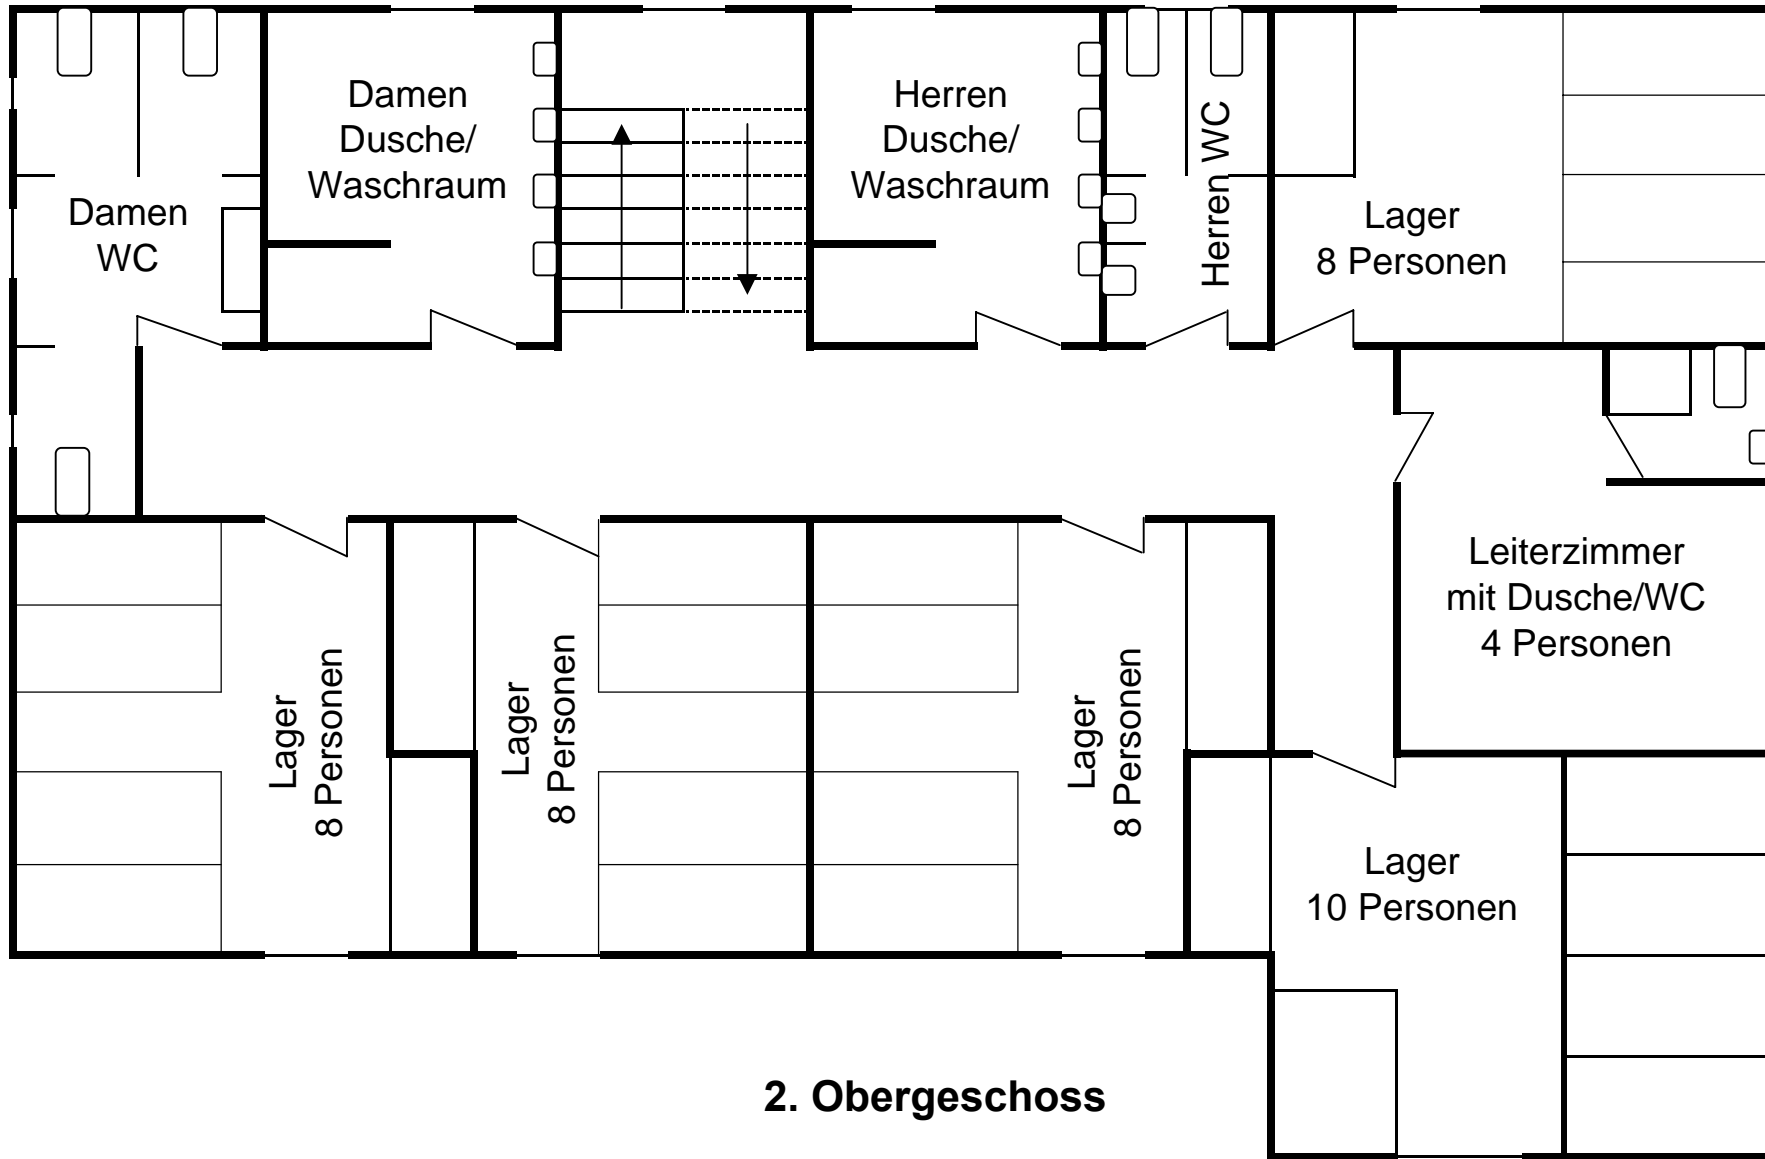 Damen
Dusche/
Waschraum
Herren
Dusche/
Waschraum
Herren WC
Damen
WC
Lager
8 Personen
Leiterzimmer
mit Dusche/WC
4 Personen
Lager
8 Personen
Lager
8 Personen
Lager
8 Personen
Lager
10 Personen
2. Obergeschoss